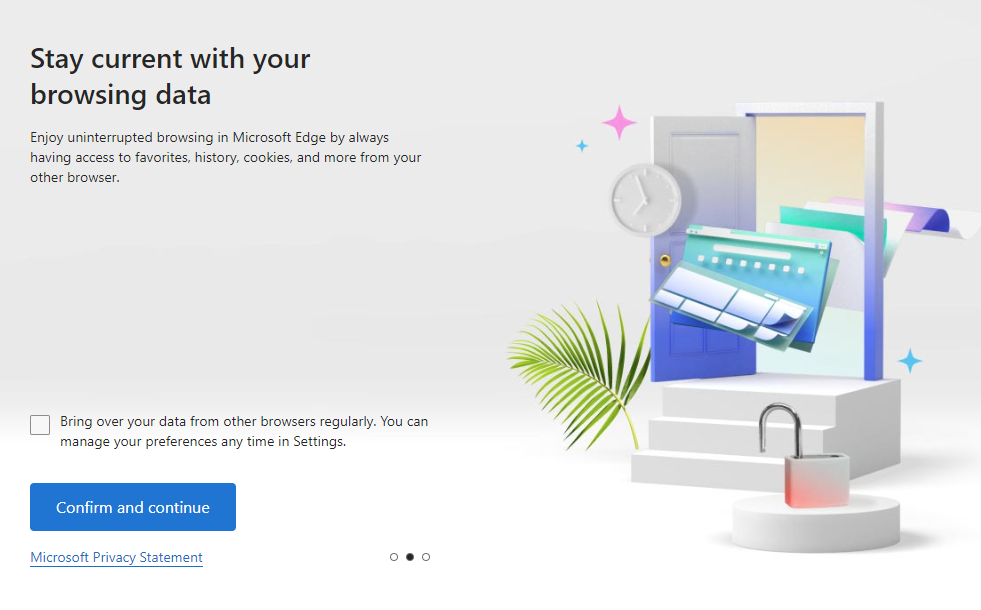 Stay current with your
browsing data
Enjoy uninterrupted browsing in Microsoft Edge by always
having access to favorites, history, cookies, and more from your
other browser.
Bring over your data from other browsers regularly. You can
manage your preferences any time in Settings.
Confirm and continue
Microsoft Privacy Statement